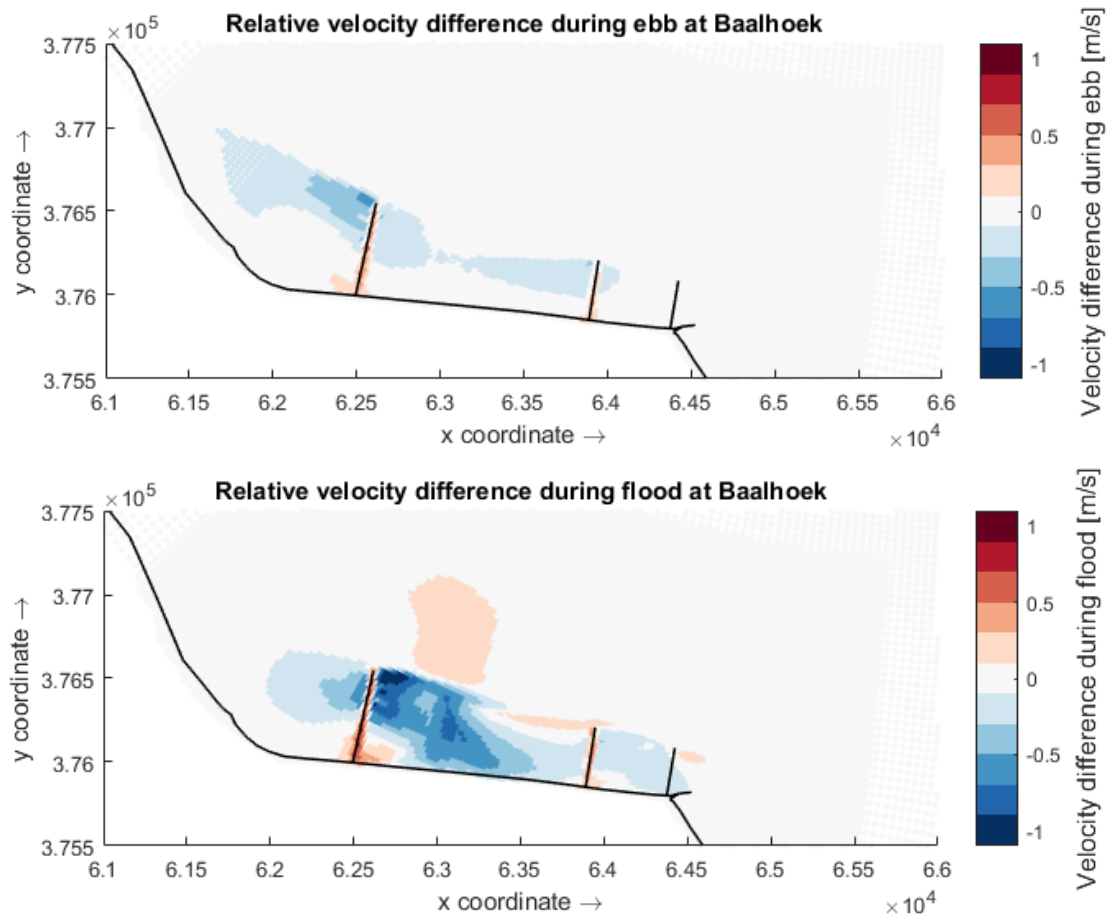 Relative velocity difference during ebb at Baalhoek
× 10^5
3.775
3.77
3.765
3.76
3.755
y coordinate →
6.1 6.15 6.2 6.25 6.3 6.35 6.4 6.45 6.5 6.55 6.6
x coordinate →
× 10^4
1
0.5
0
-0.5
-1
Velocity difference during ebb [m/s]
Relative velocity difference during flood at Baalhoek
× 10^5
3.775
3.77
3.765
3.76
3.755
y coordinate →
6.1 6.15 6.2 6.25 6.3 6.35 6.4 6.45 6.5 6.55 6.6
x coordinate →
× 10^4
1
0.5
0
-0.5
-1
Velocity difference during flood [m/s]